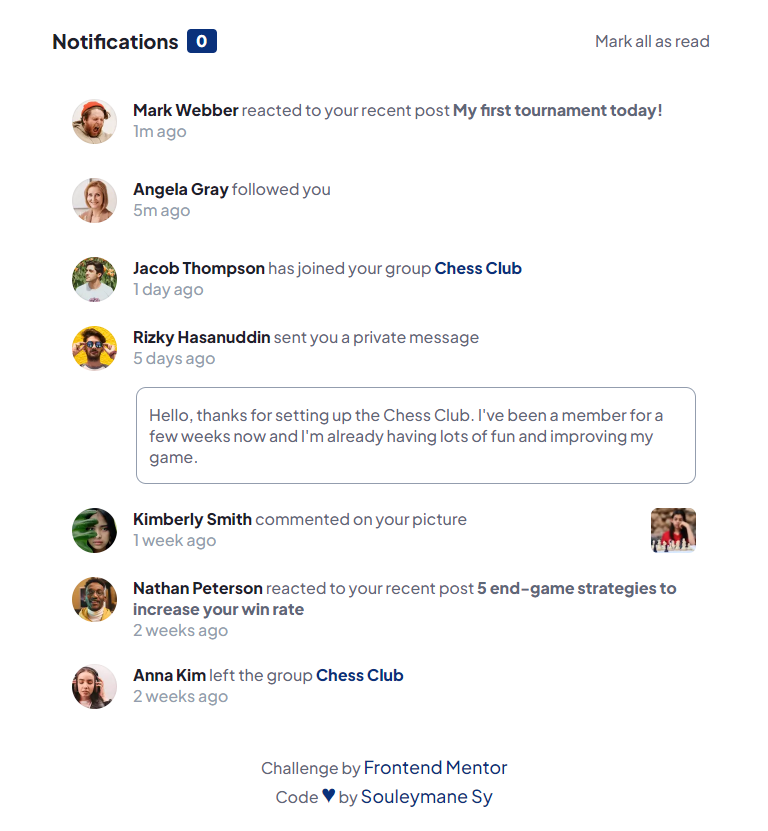 Notifications 0
Mark all as read
Mark Webber reacted to your recent post My first tournament today!
1m ago
Angela Gray followed you
5m ago
Jacob Thompson has joined your group Chess Club
1 day ago
Rizky Hasanuddin sent you a private message
5 days ago
Hello, thanks for setting up the Chess Club. I've been a member for a
few weeks now and I'm already having lots of fun and improving my
game.
Kimberly Smith commented on your picture
1 week ago
Nathan Peterson reacted to your recent post 5 end-game strategies to
increase your win rate
2 weeks ago
Anna Kim left the group Chess Club
2 weeks ago
Challenge by Frontend Mentor
Code ♥ by Souleymane Sy